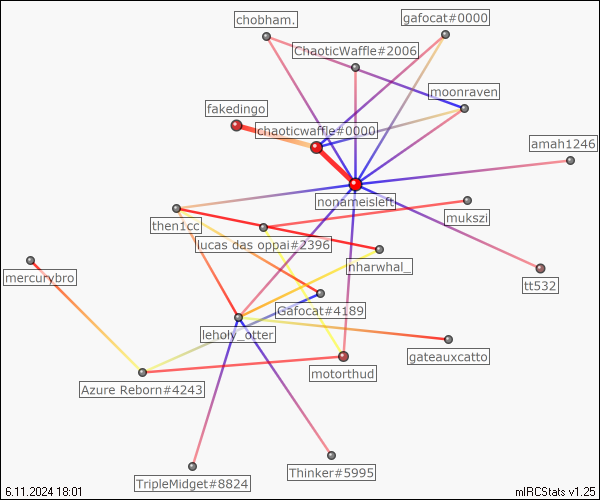 chobham.
gafocat#0000
ChaoticWaffle#2006
moonraven
fakedingo
chaoticwaffle#0000
amah1246
nonameisleft
then1cc
mukszi
lucas das oppai#2396
nharwhal_
mercurybro
tt532
Gafocat#4189
leholy_otter
gateauxcatto
motorthud
Azure Reborn#4243
Thinker#5995
TripleMidget#8824
6.11.2024 18:01
mIRCStats v1.25